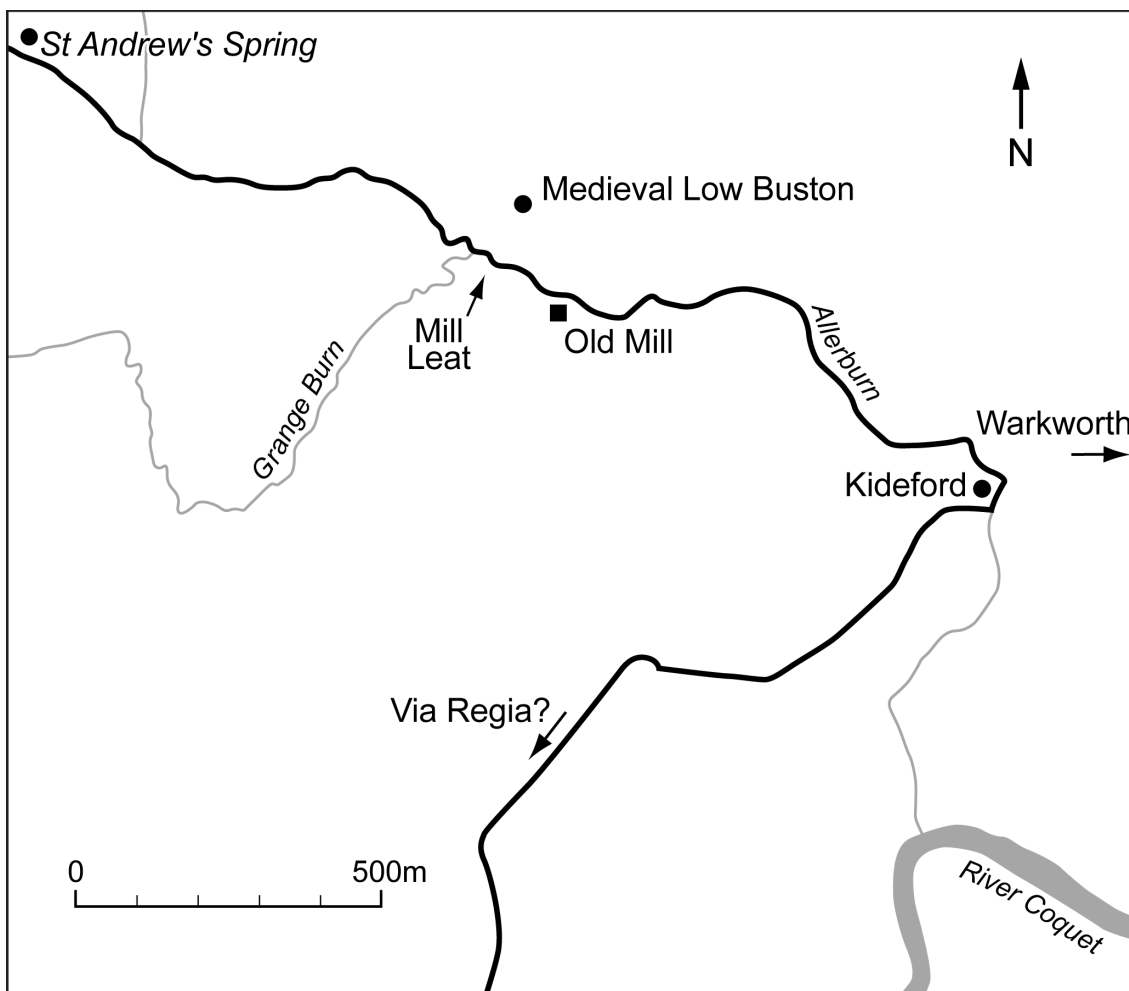 St Andrew's Spring
N
Medieval Low Buston
Mill
Leat
Old Mill
Allerburn
Grange Burn
Warkworth
Kideford
Via Regia?
0 500m
River Coquet